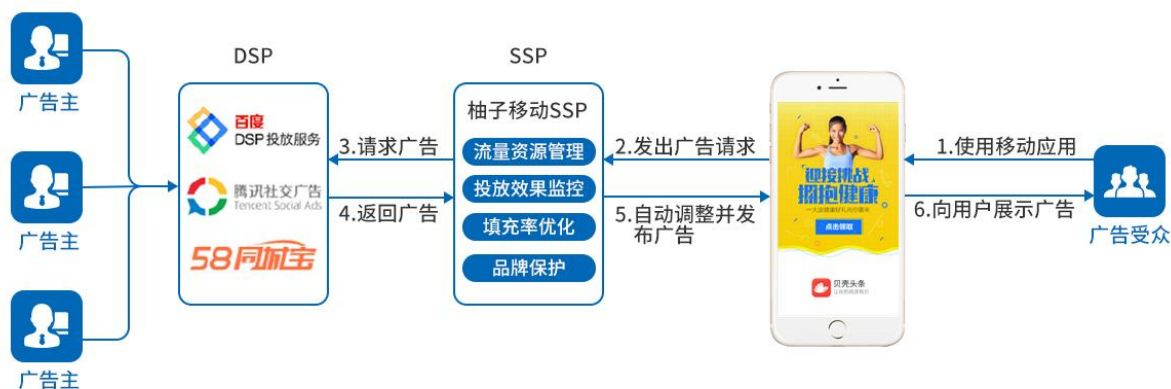 广告主
广告主
广告主
DSP
百度
DSP投放服务
腾讯社交广告
Tencent Social Ads
58同城宝
3.请求广告
4.返回广告
SSP
柚子移动SSP
流量资源管理
投放效果监控
填充率优化
品牌保护
2.发出广告请求
5.自动调整并发
布广告
迎接挑战
拥抱健康
点击领取
贝壳头条
1.使用移动应用
6.向用户展示广告
广告受众